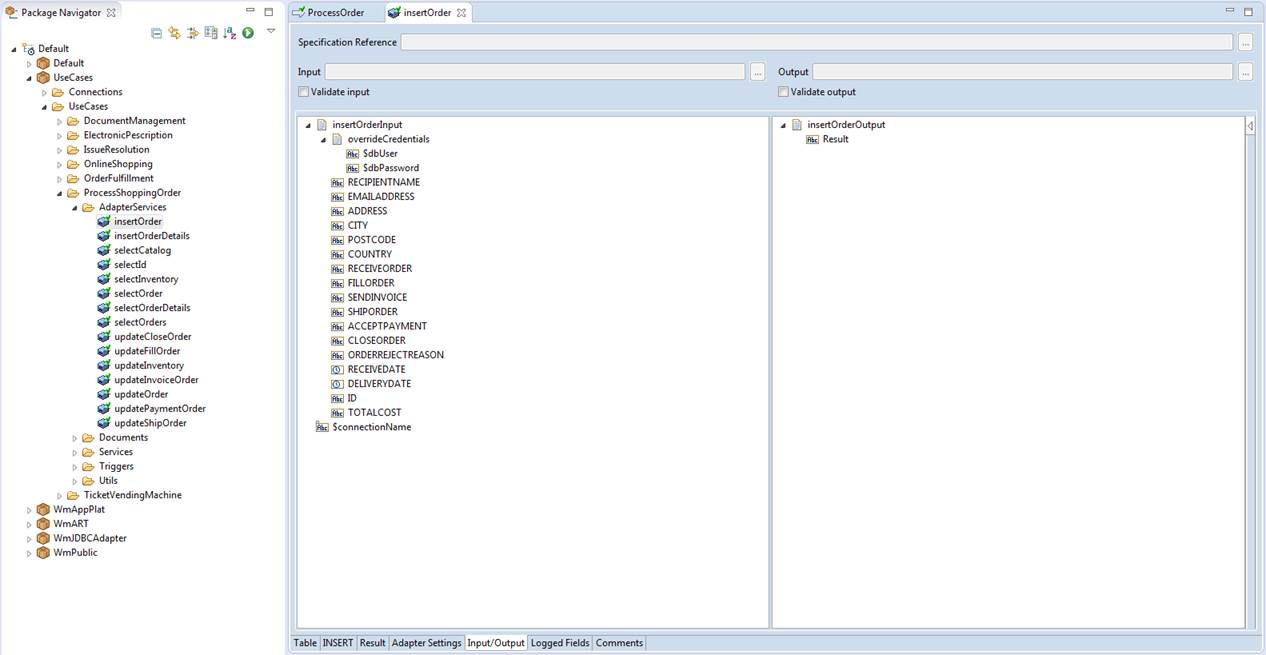 Package Navigator
Default
Default
UseCases
Connections
UseCases
DocumentManagement
ElectronicPescription
IssueResolution
OnlineShopping
OrderFulfillment
ProcessShoppingOrder
AdapterServices
insertOrder
insertOrderDetails
selectCatalog
selectId
selectInventory
selectOrder
selectOrderDetails
selectOrders
updateCloseOrder
updateFillOrder
updateInventory
updateInvoiceOrder
updateOrder
updatePaymentOrder
updateShipOrder
Documents
Services
Triggers
Utils
TicketVendingMachine
WmAppPlat
WmART
WmJDBCAdapter
WmPublic
ProcessOrder insertOrder
Specification Reference ...
Input ... Output ...
Validate input Validate output
insertOrderInput
overrideCredentials
$dbUser
$dbPassword
RECIPIENTNAME
EMAILADDRESS
ADDRESS
CITY
POSTCODE
COUNTRY
RECEIVEORDER
FILLORDER
SENDINVOICE
SHIPORDER
ACCEPTPAYMENT
CLOSEORDER
ORDERREJECTREASON
RECEIVEDATE
DELIVERYDATE
ID
TOTALCOST
$connectionName
insertOrderOutput
Result
Table INSERT Result Adapter Settings Input/Output Logged Fields Comments